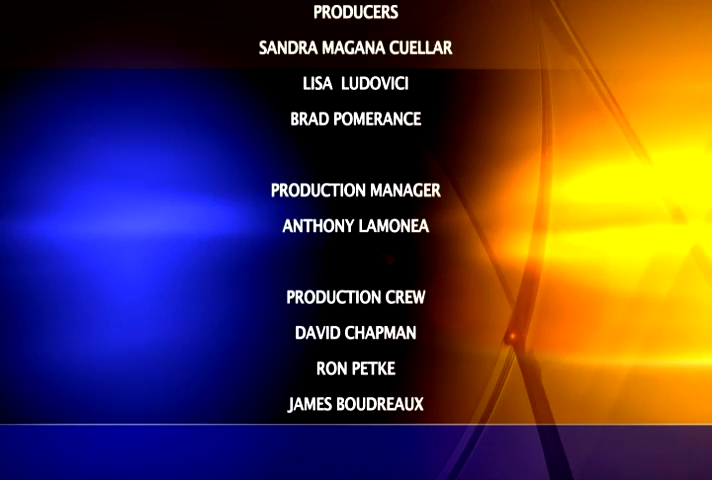 PRODUCERS
SANDRA MAGANA CUELLAR
LISA LUDOVICI
BRAD POMERANCE
PRODUCTION MANAGER
ANTHONY LAMONEA
PRODUCTION CREW
DAVID CHAPMAN
RON PETKE
JAMES BOUDREAUX